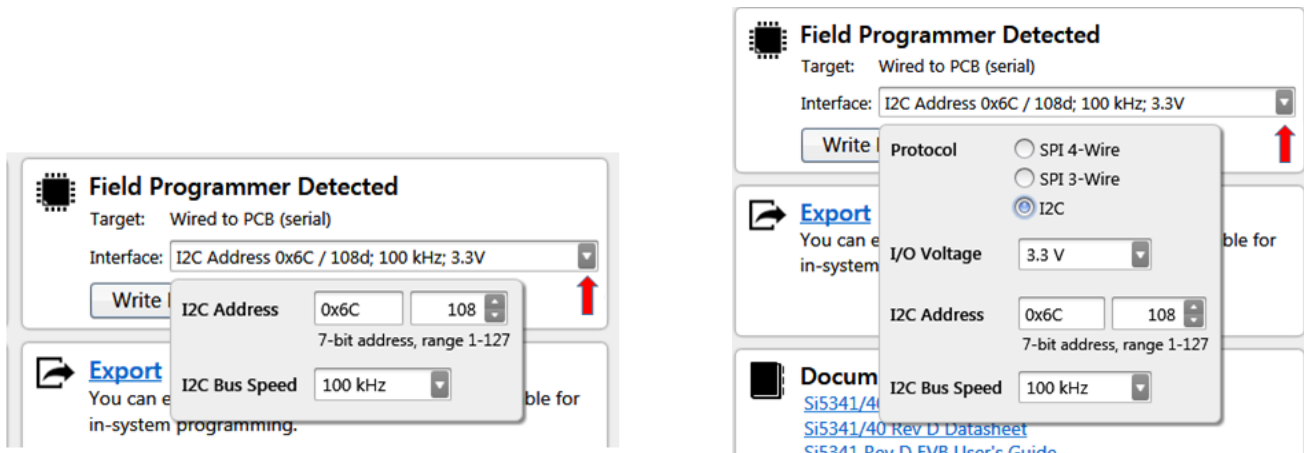 Field Programmer Detected
Target: Wired to PCB (serial)
Interface: I2C Address 0x6C / 108d; 100 kHz; 3.3V
Write
I2C Address 0x6C 108
7-bit address, range 1-127
I2C Bus Speed 100 kHz
Export
You can e ble for
in-system programming.
Field Programmer Detected
Target: Wired to PCB (serial)
Interface: I2C Address 0x6C / 108d; 100 kHz; 3.3V
Write
Protocol SPI 4-Wire
SPI 3-Wire
I2C
Export
You can e ble for
in-system
I/O Voltage 3.3 V
I2C Address 0x6C 108
7-bit address, range 1-127
I2C Bus Speed 100 kHz
Docum
Si5341/40
Si5341/40 Rev D Datasheet
Si5341 Rev D EVB User's Guide